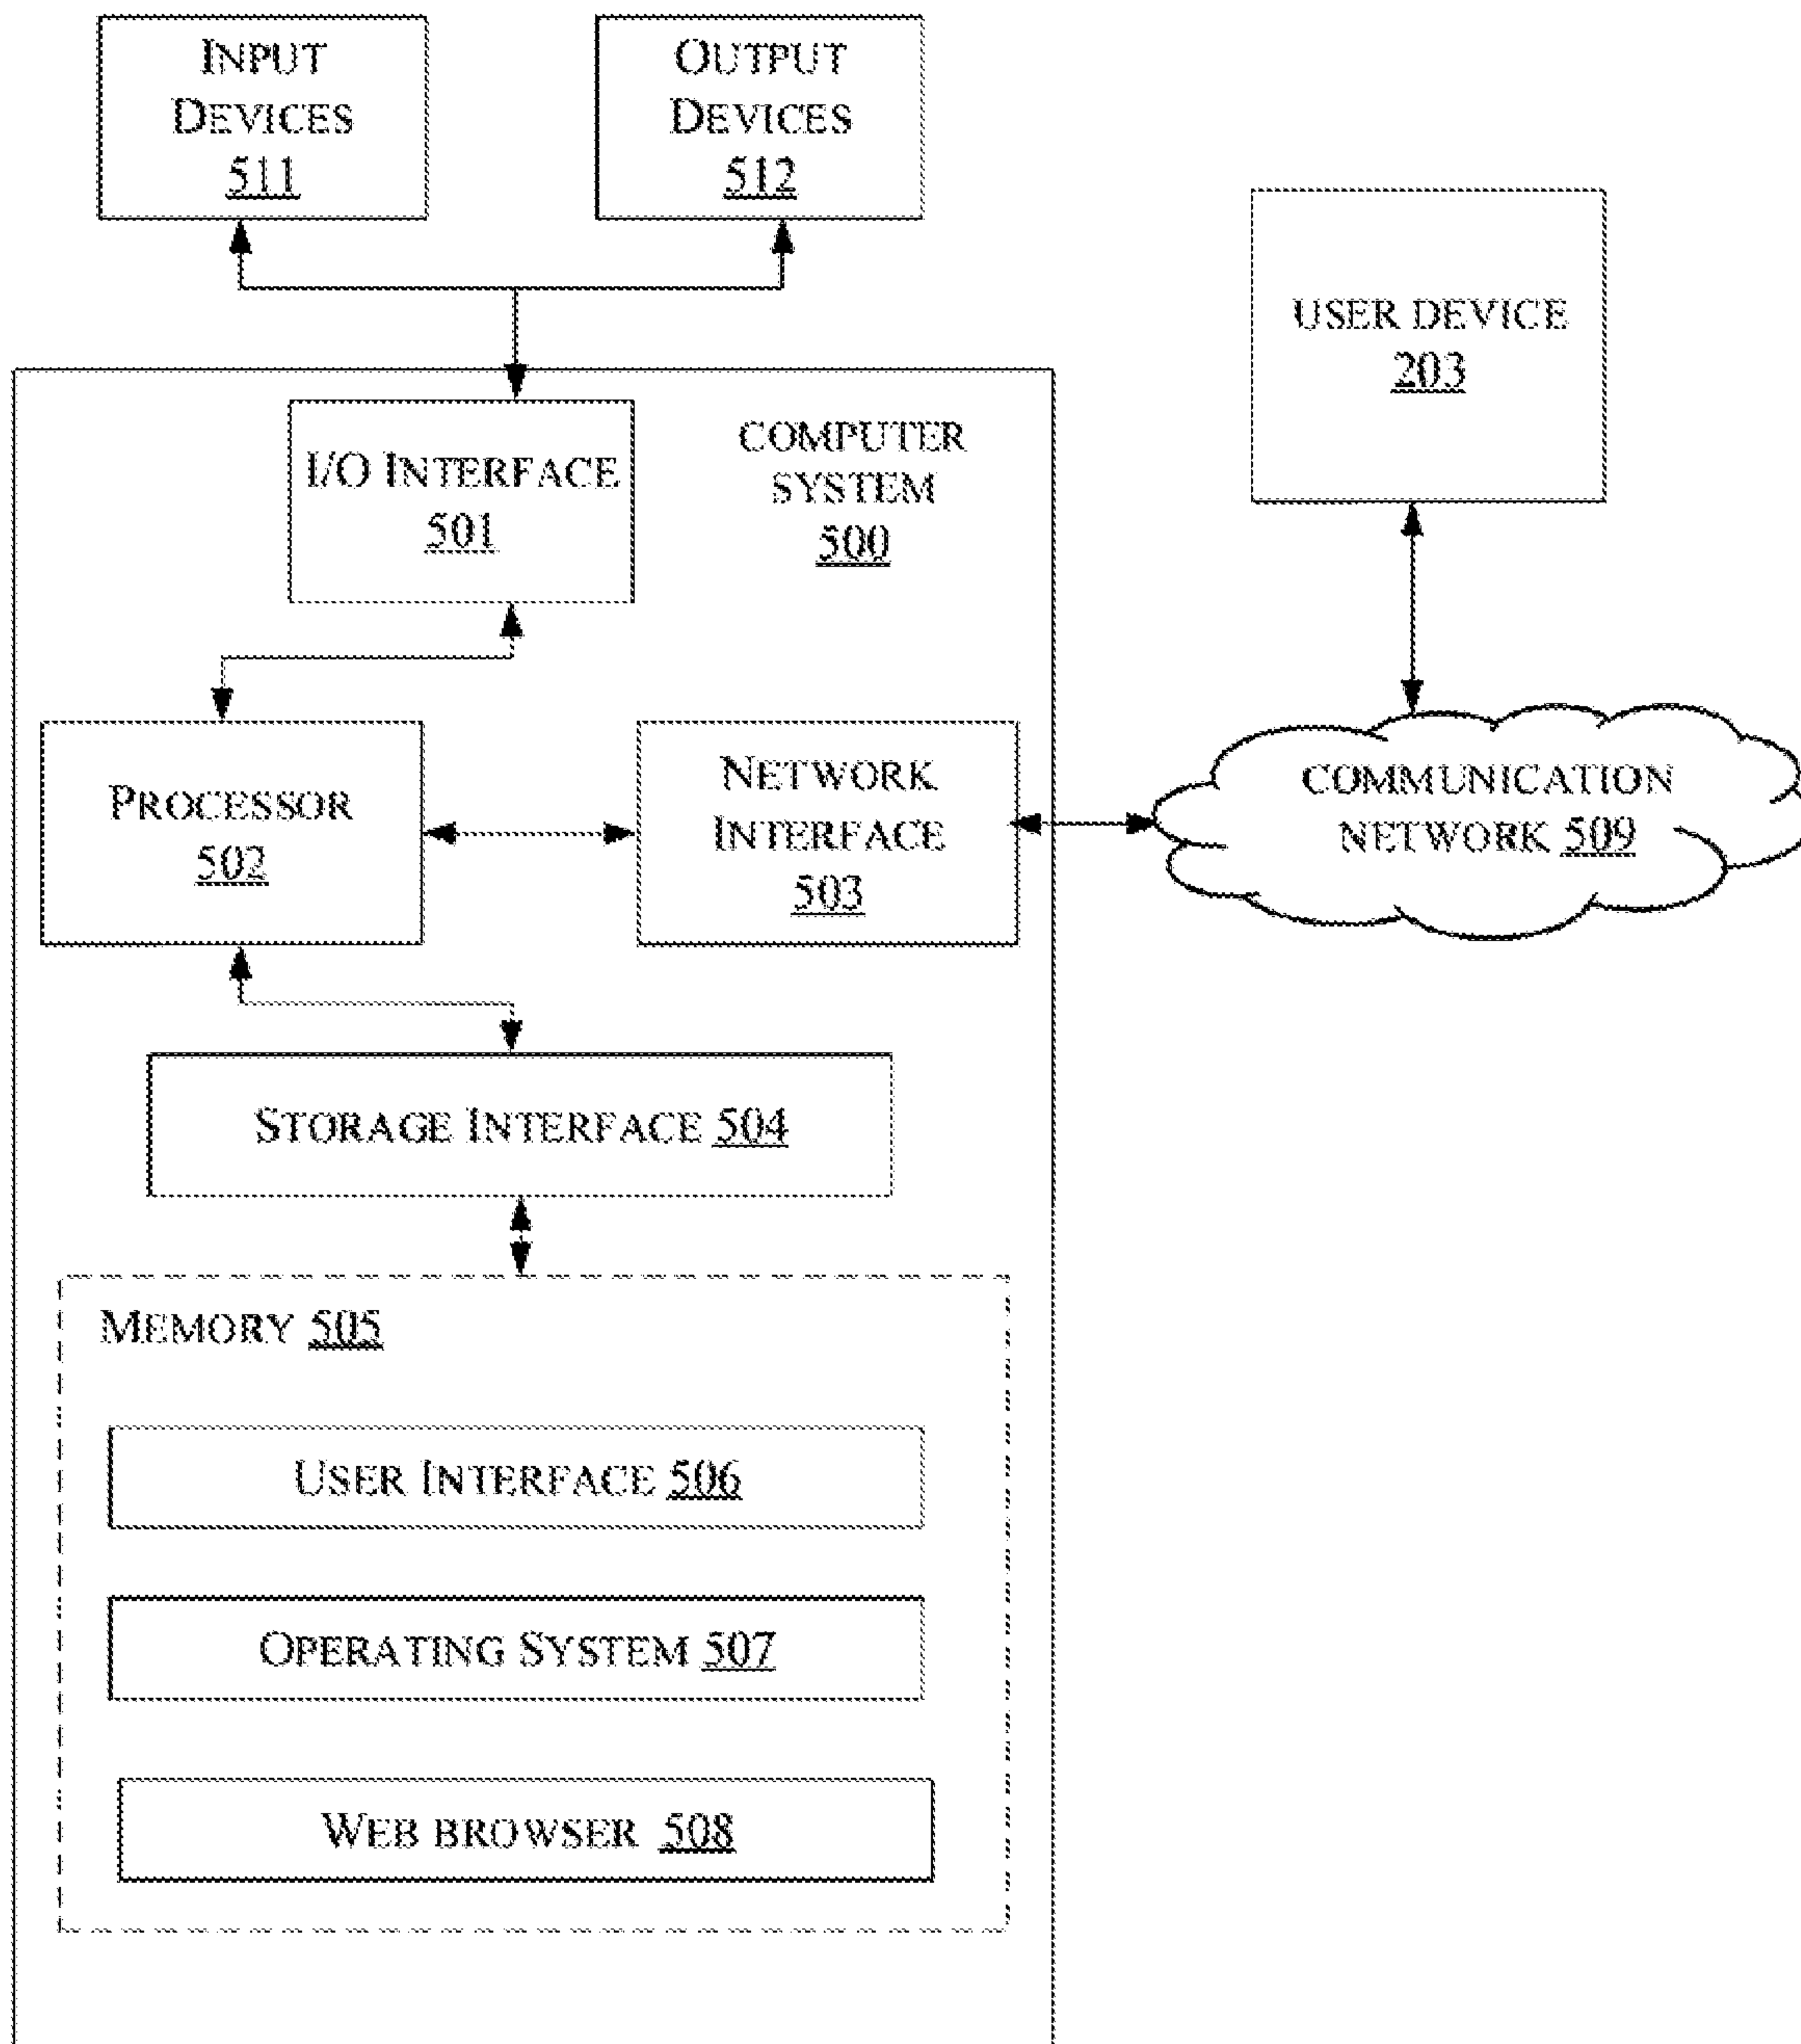 INPUT
DEVICES
511
OUTPUT
DEVICES
512
USER DEVICE
203
I/O INTERFACE
501
COMPUTER
SYSTEM
500
PROCESSOR
502
NETWORK
INTERFACE
503
COMMUNICATION
NETWORK 509
STORAGE INTERFACE 504
MEMORY 505
USER INTERFACE 506
OPERATING SYSTEM 507
WEB BROWSER 508